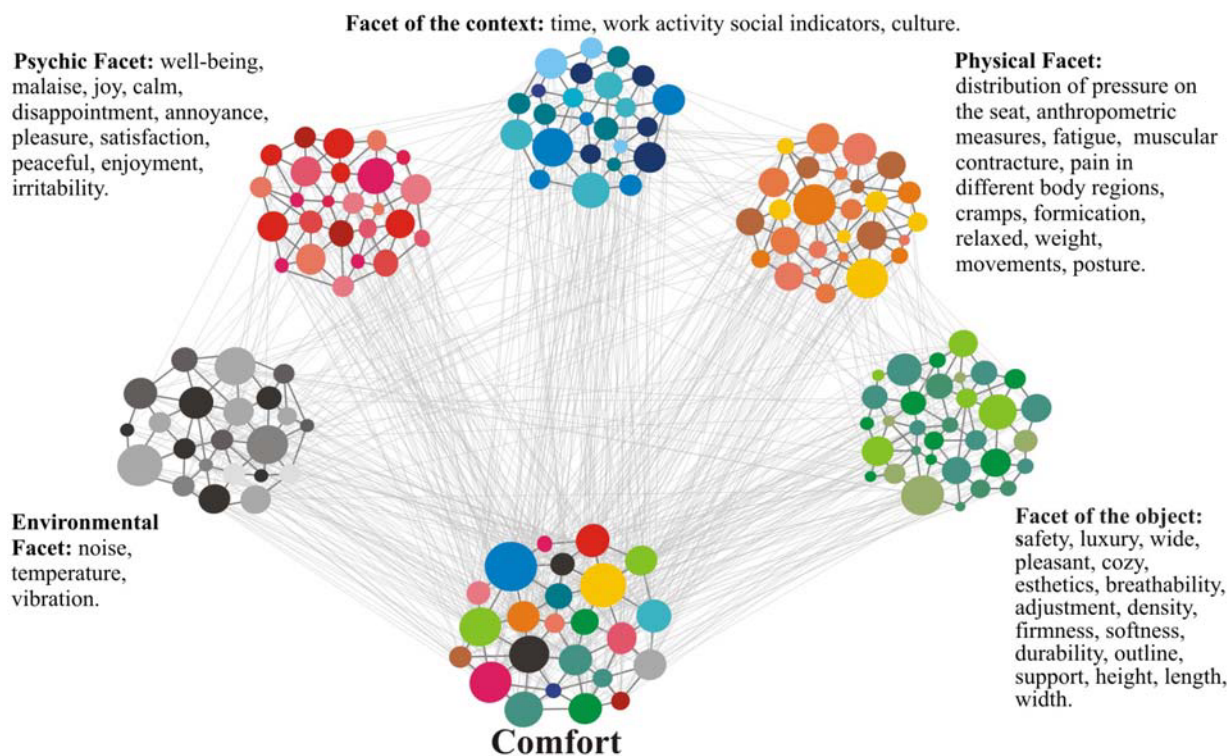 Facet of the context: time, work activity social indicators, culture.
Psychic Facet: well-being,
malaise, joy, calm,
disappointment, annoyance,
pleasure, satisfaction,
peaceful, enjoyment,
irritability.
Physical Facet:
distribution of pressure on
the seat, anthropometric
measures, fatigue, muscular
contracture, pain in
different body regions,
cramps, formication,
relaxed, weight,
movements, posture.
Environmental
Facet: noise,
temperature,
vibration.
Facet of the object:
safety, luxury, wide,
pleasant, cozy,
esthetics, breathability,
adjustment, density,
firmness, softness,
durability, outline,
support, height, length,
width.
Comfort